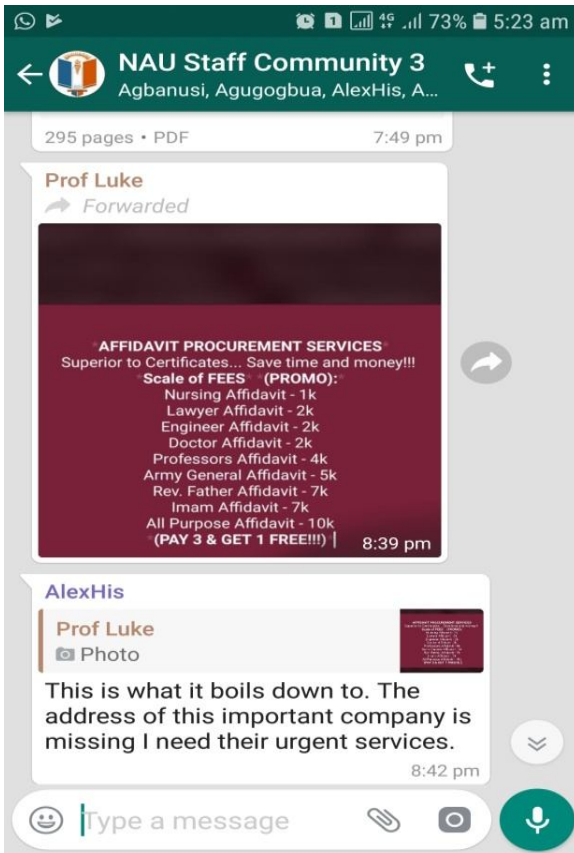 1 4G 73% 5:23 am
NAU Staff Community 3
Agbanusi, Agugogbua, AlexHis, A...
295 pages • PDF 7:49 pm
Prof Luke
Forwarded
*AFFIDAVIT PROCUREMENT SERVICES*
Superior to Certificates... Save time and money!!!
*Scale of FEES* *(PROMO):*
Nursing Affidavit - 1k
Lawyer Affidavit - 2k
Engineer Affidavit - 2k
Doctor Affidavit - 2k
Professors Affidavit - 4k
Army General Affidavit - 5k
Rev. Father Affidavit - 7k
Imam Affidavit - 7k
All Purpose Affidavit - 10k
*(PAY 3 & GET 1 FREE!!!)*
8:39 pm
AlexHis
Prof Luke
Photo
This is what it boils down to. The
address of this important company is
missing I need their urgent services.
8:42 pm
Type a message